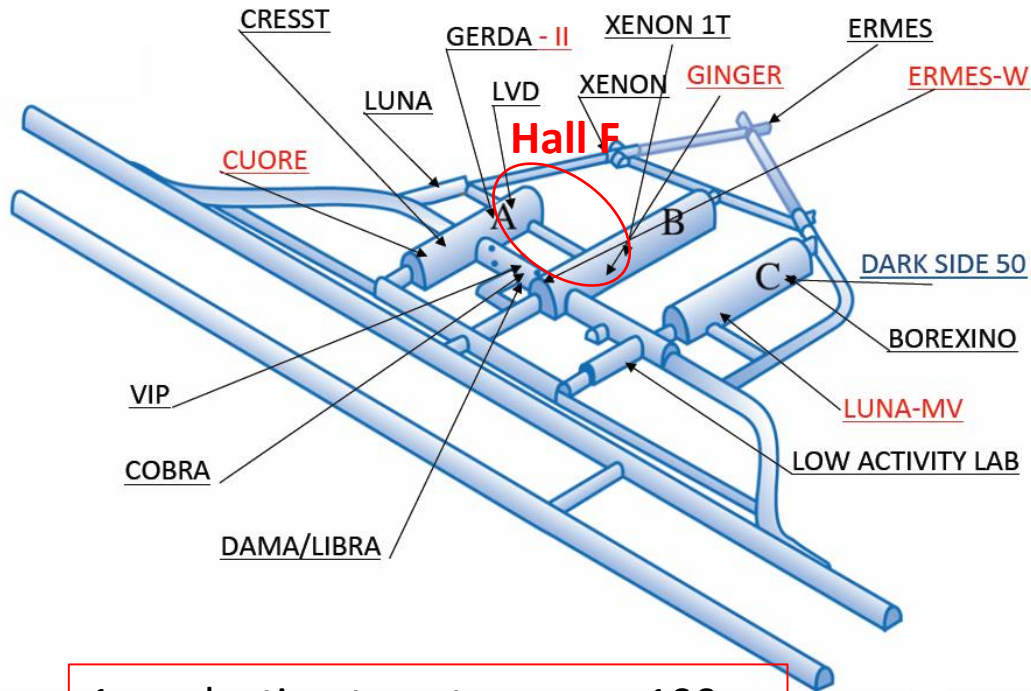 CRESST
GERDA - II
XENON 1T
ERMES
GINGER
ERMES-W
LUNA
LVD
XENON
Hall F
CUORE
A
B
C
DARK SIDE 50
BOREXINO
VIP
LUNA-MV
COBRA
LOW ACTIVITY LAB
DAMA/LIBRA